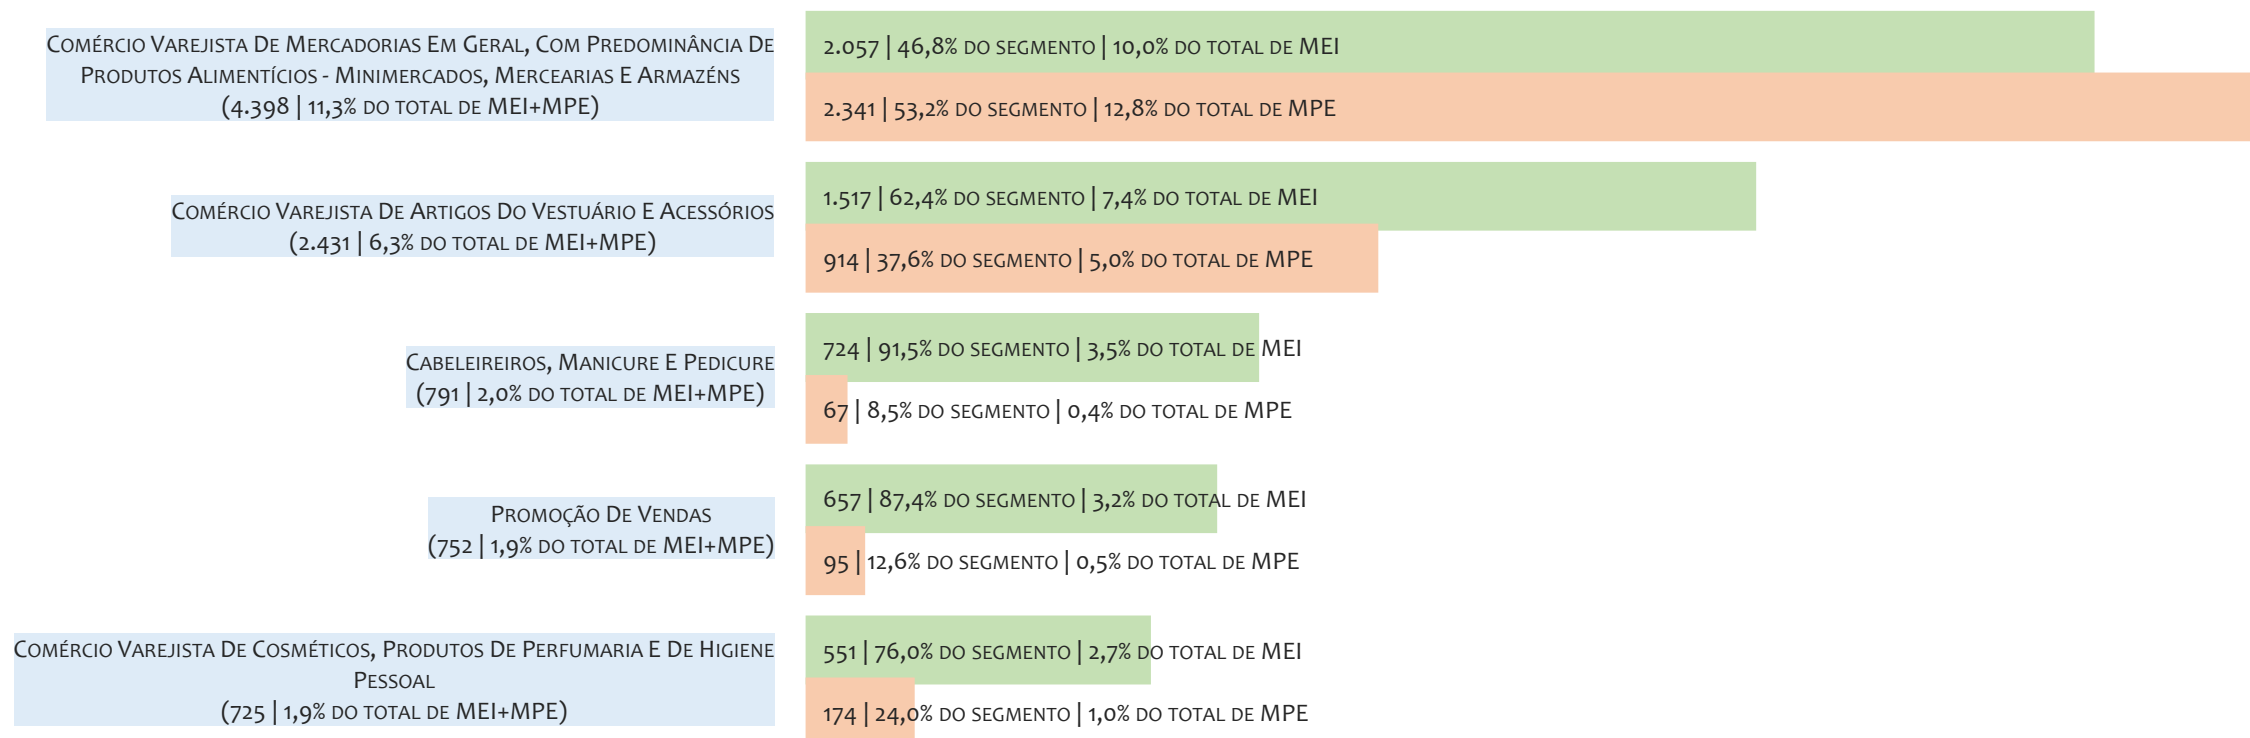 Comércio Varejista De Mercadorias Em Geral, Com Predominância De
Produtos Alimentícios - Minimercados, Mercearias E Armazéns
(4.398 | 11,3% do total de MEI+MPE)
2.057 | 46,8% do segmento | 10,0% do total de MEI
2.341 | 53,2% do segmento | 12,8% do total de MPE
Comércio Varejista De Artigos Do Vestuário E Acessórios
(2.431 | 6,3% do total de MEI+MPE)
1.517 | 62,4% do segmento | 7,4% do total de MEI
914 | 37,6% do segmento | 5,0% do total de MPE
Cabeleireiros, Manicure E Pedicure
(791 | 2,0% do total de MEI+MPE)
724 | 91,5% do segmento | 3,5% do total de MEI
67 | 8,5% do segmento | 0,4% do total de MPE
Promoção De Vendas
(752 | 1,9% do total de MEI+MPE)
657 | 87,4% do segmento | 3,2% do total de MEI
95 | 12,6% do segmento | 0,5% do total de MPE
Comércio Varejista De Cosméticos, Produtos De Perfumaria E De Higiene
Pessoal
(725 | 1,9% do total de MEI+MPE)
551 | 76,0% do segmento | 2,7% do total de MEI
174 | 24,0% do segmento | 1,0% do total de MPE